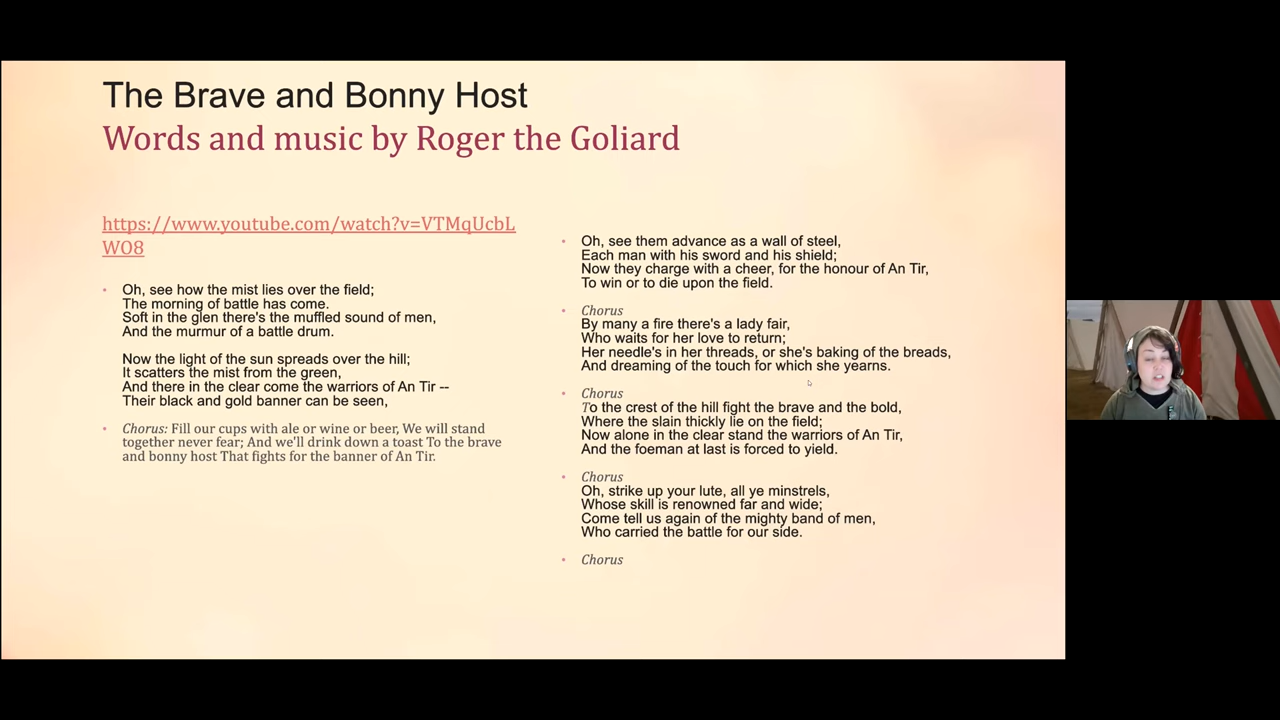 The Brave and Bonny Host
Words and music by Roger the Goliard
https://www.youtube.com/watch?v=VTMqUcbL
WO8
Oh, see how the mist lies over the field;
The morning of battle has come.
Soft in the glen there's the muffled sound of men,
And the murmur of a battle drum.
Now the light of the sun spreads over the hill;
It scatters the mist from the green,
And there in the clear come the warriors of An Tir --
Their black and gold banner can be seen,
Chorus: Fill our cups with ale or wine or beer, We will stand
together never fear; And we'll drink down a toast To the brave
and bonny host That fights for the banner of An Tir.
Oh, see them advance as a wall of steel,
Each man with his sword and his shield;
Now they charge with a cheer, for the honour of An Tir,
To win or to die upon the field.
Chorus
By many a fire there's a lady fair,
Who waits for her love to return;
Her needle's in her threads, or she's baking of the breads,
And dreaming of the touch for which she yearns.
Chorus
To the crest of the hill fight the brave and the bold,
Where the slain thickly lie on the field;
Now alone in the clear stand the warriors of An Tir,
And the foeman at last is forced to yield.
Chorus
Oh, strike up your lute, all ye minstrels,
Whose skill is renowned far and wide;
Come tell us again of the mighty band of men,
Who carried the battle for our side.
Chorus